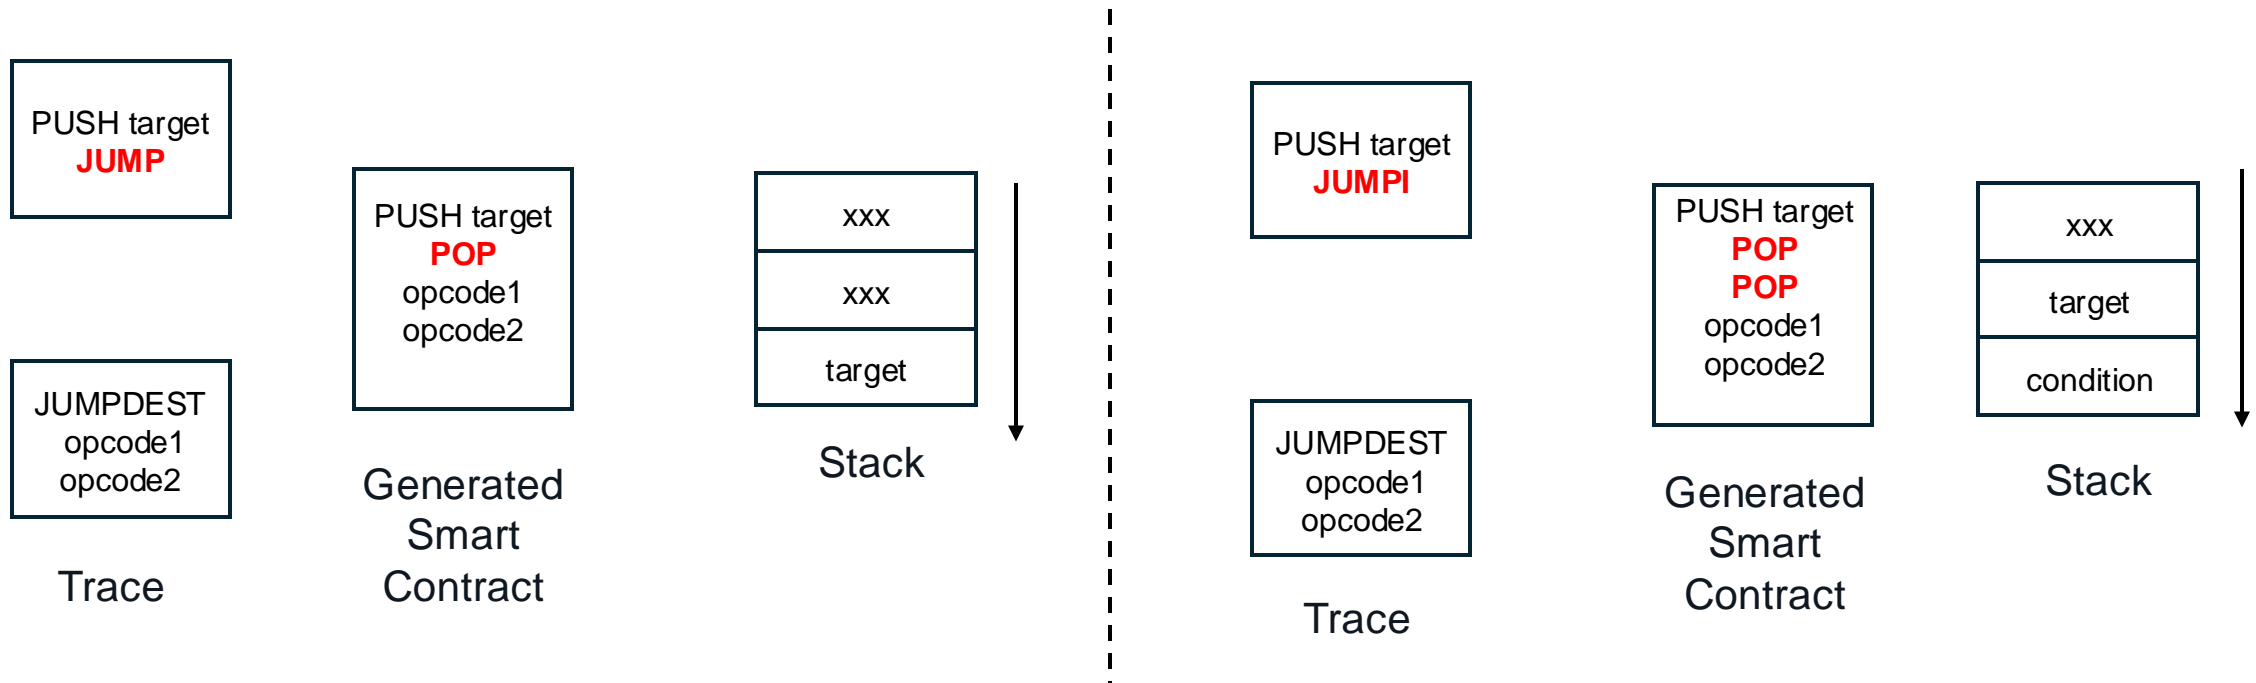 PUSH target
JUMP
JUMPDEST
opcode1
opcode2
Trace
PUSH target
POP
opcode1
opcode2
Generated
Smart
Contract
xxx
xxx
target
Stack
PUSH target
JUMPI
JUMPDEST
opcode1
opcode2
Trace
PUSH target
POP
POP
opcode1
opcode2
Generated
Smart
Contract
xxx
target
condition
Stack